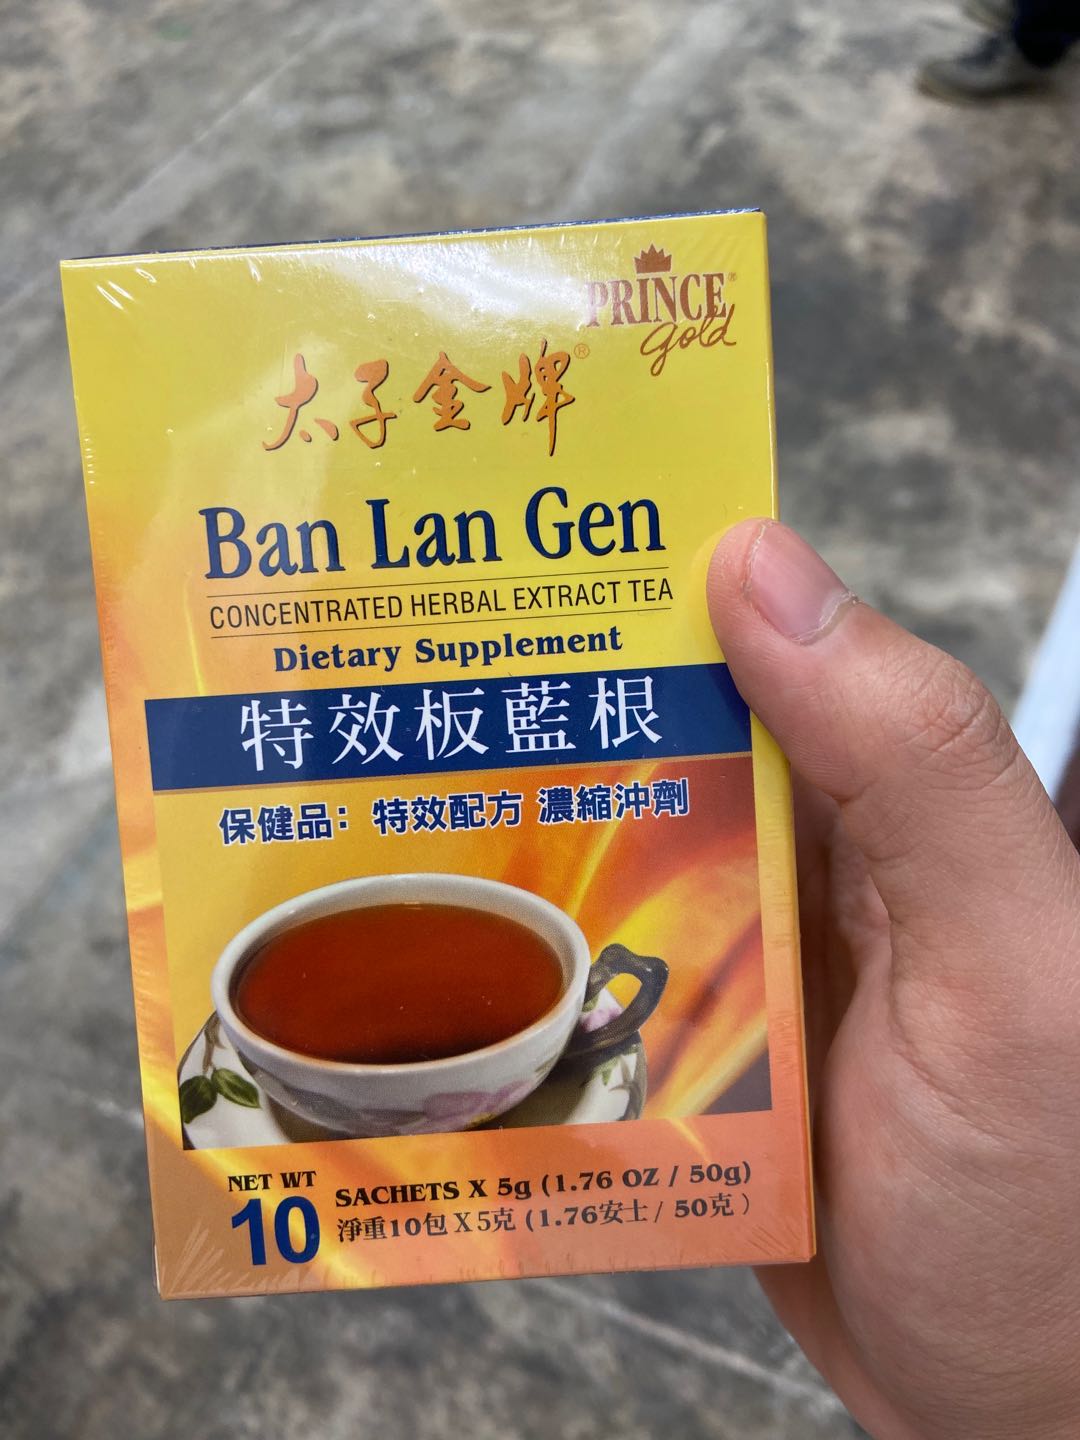 PRINCE®
gold
太子金牌®
Ban Lan Gen
CONCENTRATED HERBAL EXTRACT TEA
Dietary Supplement
特效板藍根
保健品：特效配方 濃縮沖劑
NET WT
10
SACHETS X 5g (1.76 OZ / 50g)
淨重10包X5克 (1.76安士 / 50克)